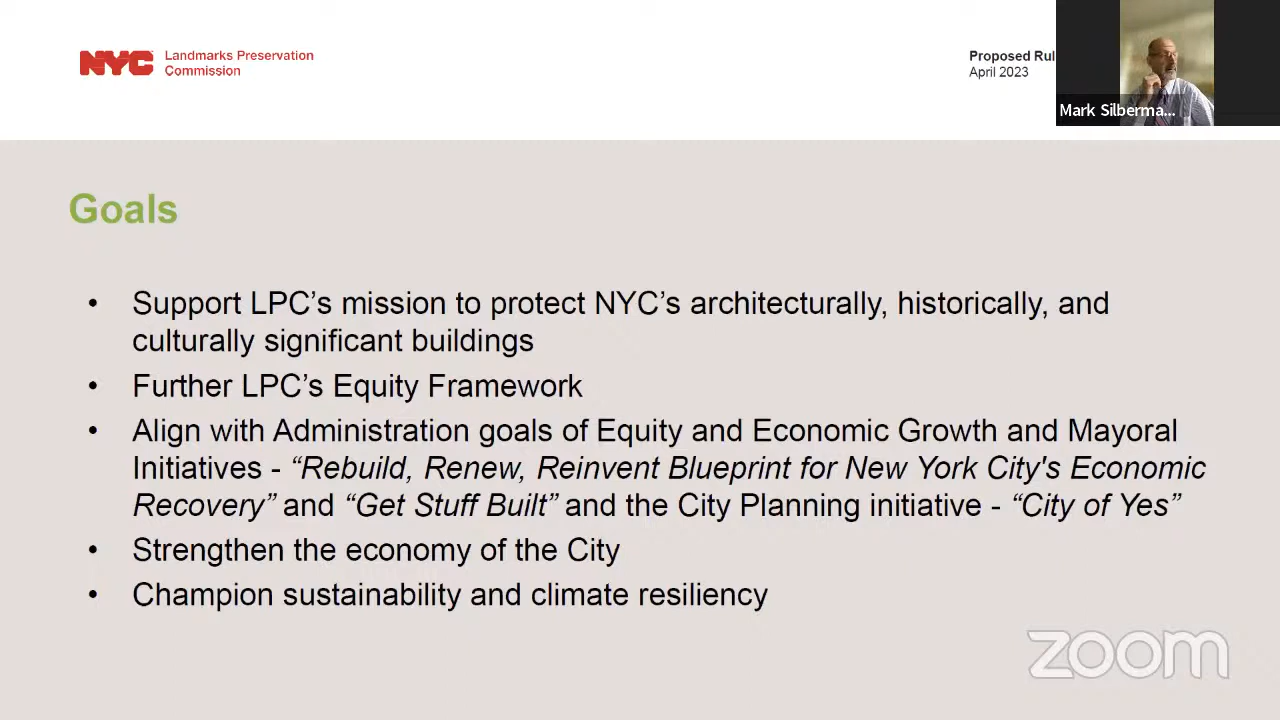 NYC Landmarks Preservation
Commission
Proposed Rul
April 2023
Mark Silberma...
Goals
• Support LPC’s mission to protect NYC’s architecturally, historically, and
culturally significant buildings
• Further LPC’s Equity Framework
• Align with Administration goals of Equity and Economic Growth and Mayoral
Initiatives - “Rebuild, Renew, Reinvent Blueprint for New York City's Economic
Recovery” and “Get Stuff Built” and the City Planning initiative - “City of Yes”
• Strengthen the economy of the City
• Champion sustainability and climate resiliency
zoom